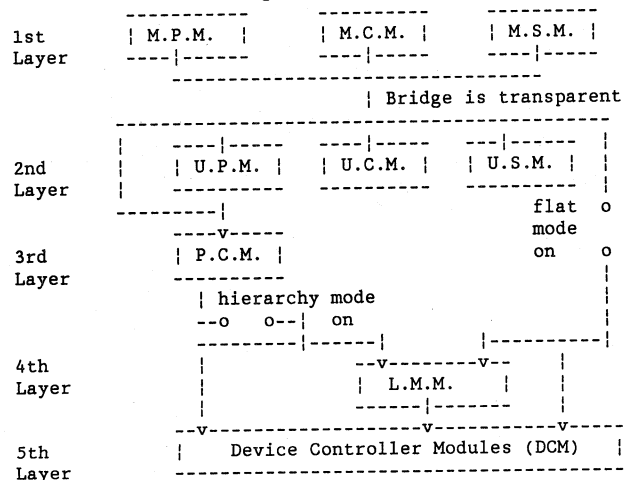 1st | M.P.M. | | M.C.M. | | M.S.M. |
Layer
| Bridge is transparent
2nd | U.P.M. | | U.C.M. | | U.S.M. |
Layer
flat o
mode
3rd | P.C.M. | on o
Layer
| hierarchy mode
--o o--| on
4th
Layer | L.M.M. |
5th | Device Controller Modules (DCM) |
Layer